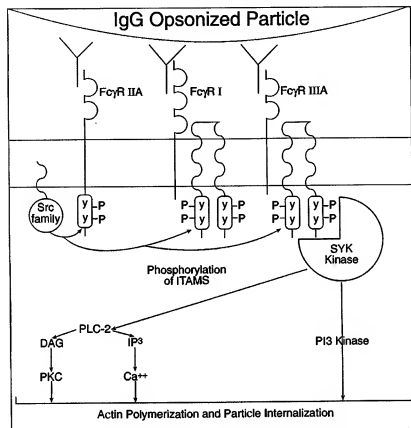 IgG Opsonized Particle
FcγR IIA
FcγR I
FcγR IIIA
Src
family
y
y
P
P
P
P
y
y
y
y
P
P
P
P
y
y
y
y
P
P
SYK
Kinase
Phosphorylation
of ITAMS
PLC-2
DAG
IP3
PI3 Kinase
PKC
Ca++
Actin Polymerization and Particle Internalization